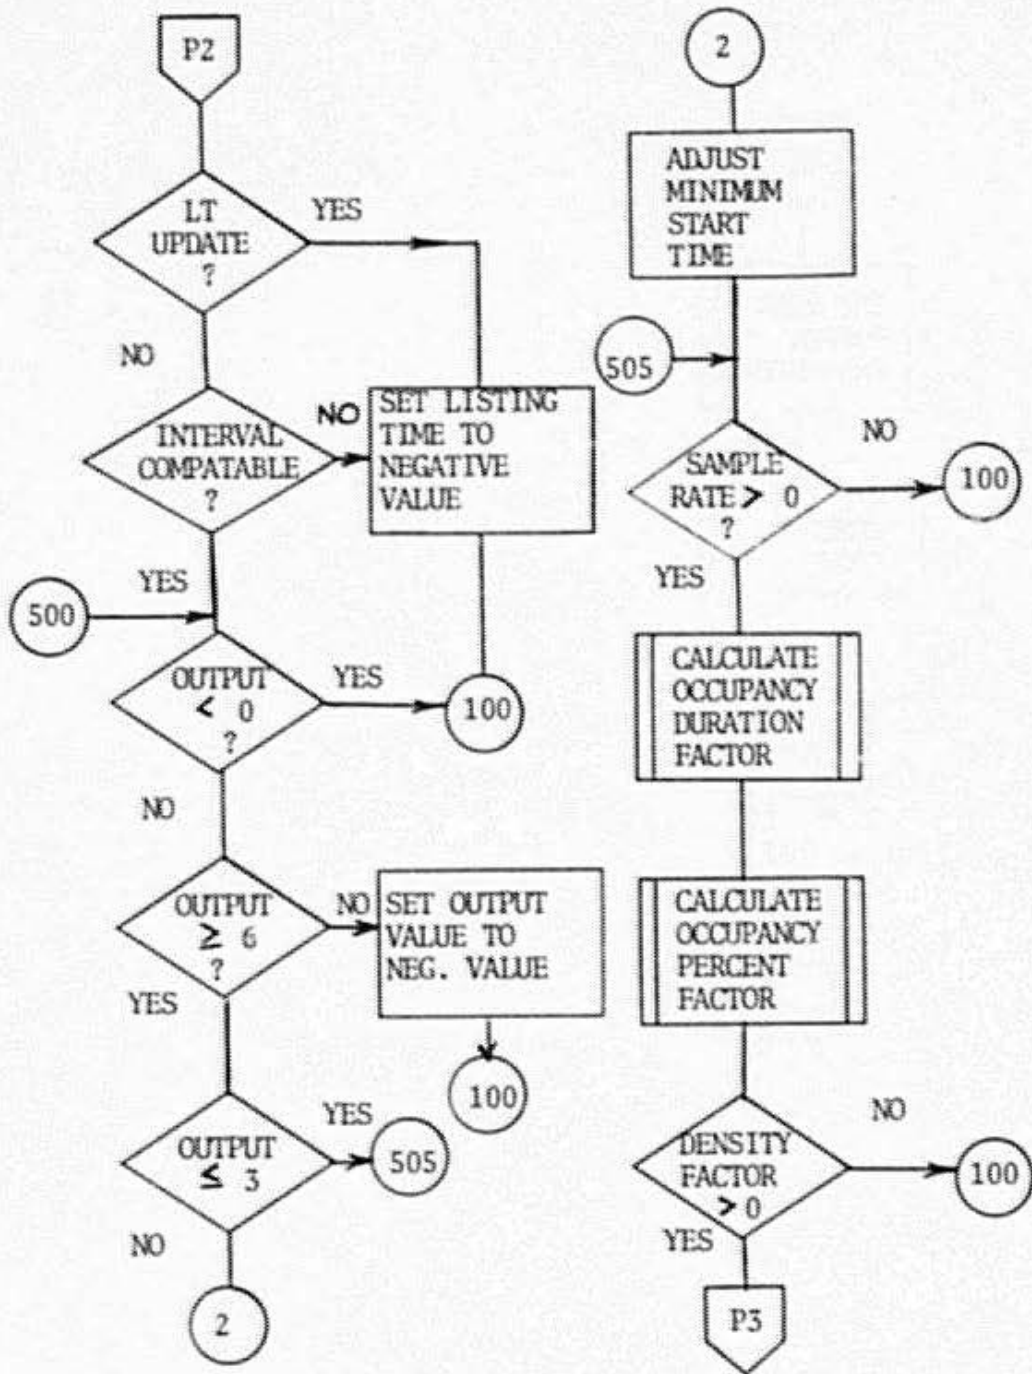 P2
LT
UPDATE
?
YES
NO
INTERVAL
COMPATABLE
?
NO
SET LISTING
TIME TO
NEGATIVE
VALUE
YES
500
OUTPUT
< 0
?
YES
100
NO
OUTPUT
≥ 6
?
NO
SET OUTPUT
VALUE TO
NEG. VALUE
YES
100
OUTPUT
≤ 3
YES
505
NO
2
2
ADJUST
MINIMUM
START
TIME
505
SAMPLE
RATE > 0
?
NO
100
YES
CALCULATE
OCCUPANCY
DURATION
FACTOR
CALCULATE
OCCUPANCY
PERCENT
FACTOR
DENSITY
FACTOR
> 0
NO
100
YES
P3